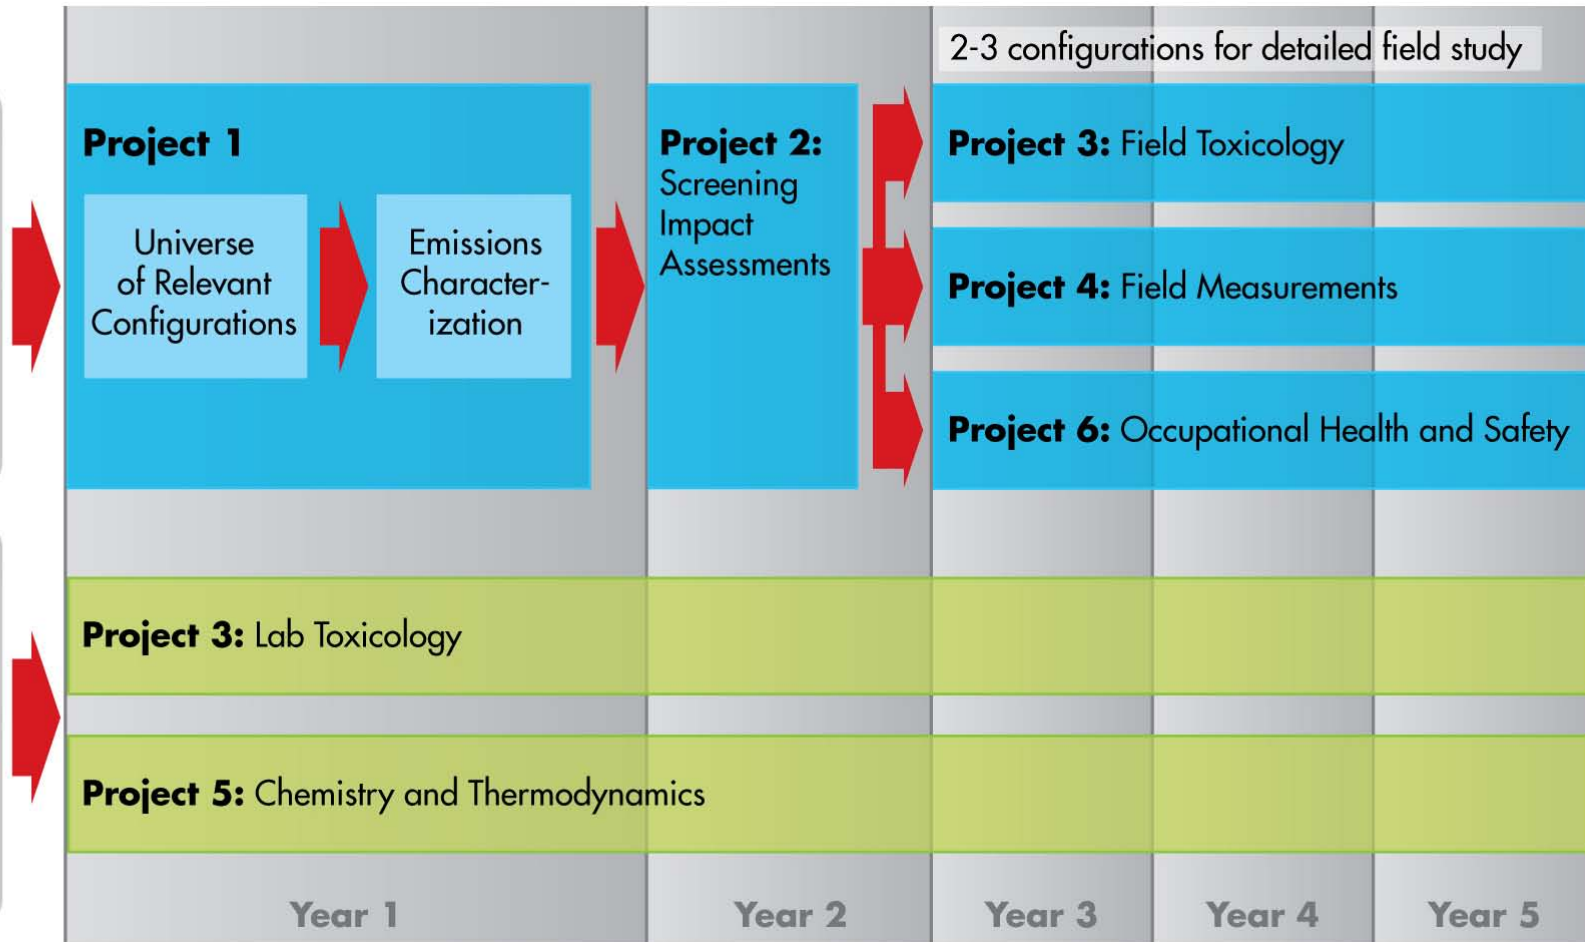 2-3 configurations for detailed field study
Project 1
Universe
of Relevant
Configurations
Emissions
Character-
ization
Project 2:
Screening
Impact
Assessments
Project 3: Field Toxicology
Project 4: Field Measurements
Project 6: Occupational Health and Safety
Project 3: Lab Toxicology
Project 5: Chemistry and Thermodynamics
Year 1
Year 2
Year 3
Year 4
Year 5